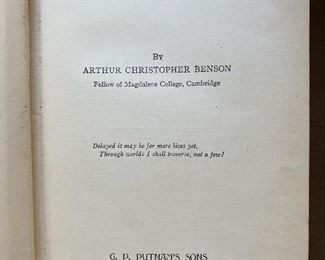 By
ARTHUR CHRISTOPHER BENSON
Fellow of Magdalene College, Cambridge
Delayed it may be for more lives yet,
Through worlds I shall traverse, not a few!
G. P. PUTNAM'S SONS